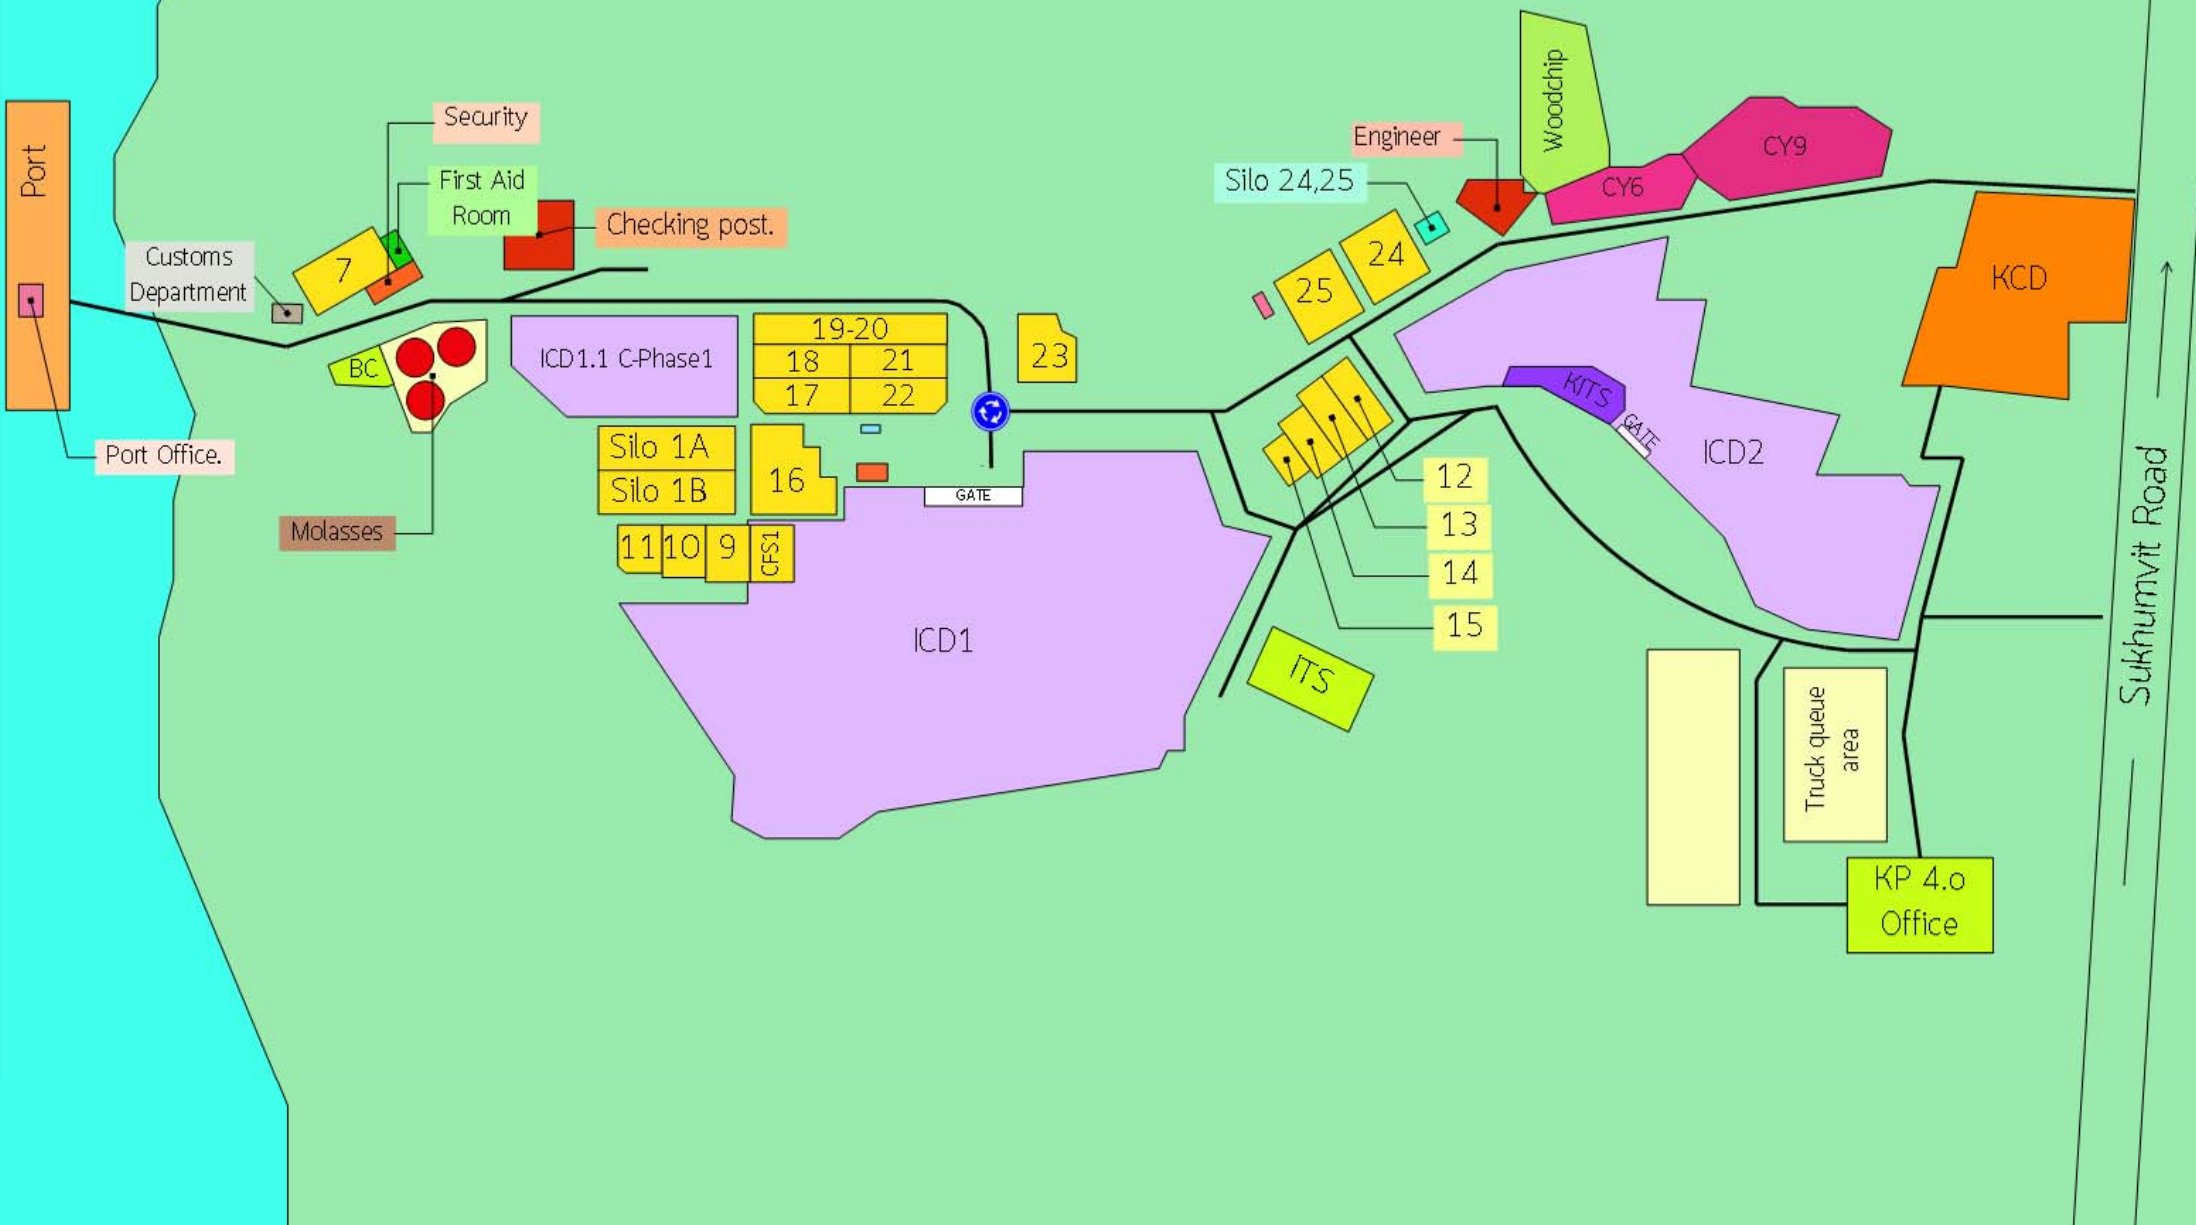 Port
Port Office.
Customs
Department
Security
First Aid
Room
Checking post.
7
BC
Molasses
ICD1.1 C-Phase1
19-20
18
21
17
22
23
Silo 1A
Silo 1B
16
11
10
9
CFS1
GATE
ICD1
Silo 24,25
Engineer
Woodchip
CY6
CY9
24
25
KCD
KITS
GATE
ICD2
12
13
14
15
ITS
Truck queue
area
KP 4.0
Office
Sukhumvit Road